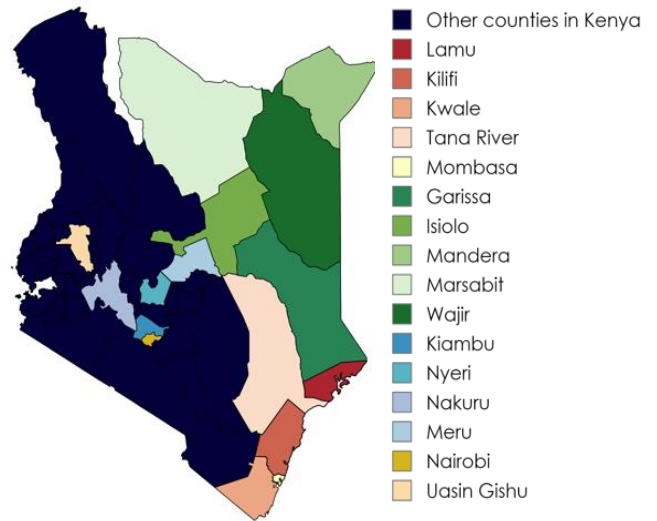 Other counties in Kenya
Lamu
Kilifi
Kwale
Tana River
Mombasa
Garissa
Isiolo
Mandera
Marsabit
Wajir
Kiambu
Nyeri
Nakuru
Meru
Nairobi
Uasin Gishu